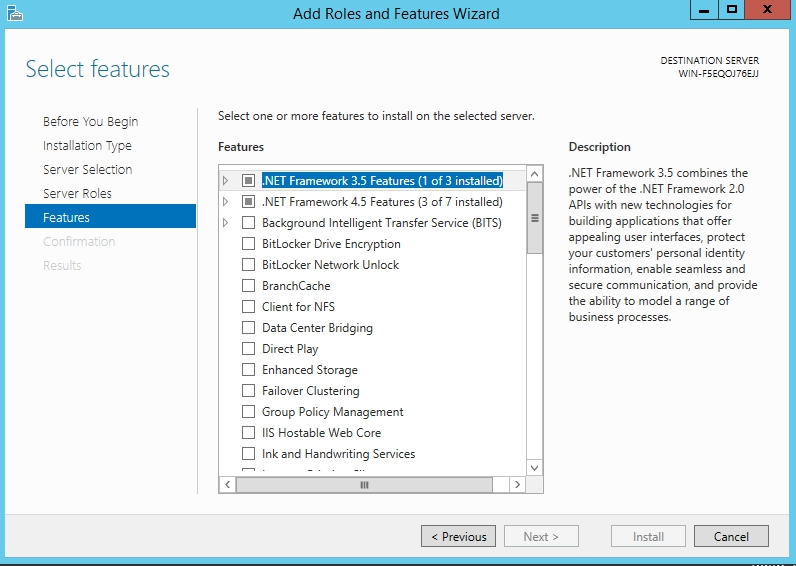 Add Roles and Features Wizard
Select features
DESTINATION SERVER
WIN-F5EQOJ76EJJ
Before You Begin
Installation Type
Server Selection
Server Roles
Features
Confirmation
Results
Select one or more features to install on the selected server.
Features
.NET Framework 3.5 Features (1 of 3 installed)
.NET Framework 4.5 Features (3 of 7 installed)
Background Intelligent Transfer Service (BITS)
BitLocker Drive Encryption
BitLocker Network Unlock
BranchCache
Client for NFS
Data Center Bridging
Direct Play
Enhanced Storage
Failover Clustering
Group Policy Management
IIS Hostable Web Core
Ink and Handwriting Services
Description
.NET Framework 3.5 combines the
power of the .NET Framework 2.0
APIs with new technologies for
building applications that offer
appealing user interfaces, protect
your customers' personal identity
information, enable seamless and
secure communication, and provide
the ability to model a range of
business processes.
< Previous
Next >
Install
Cancel